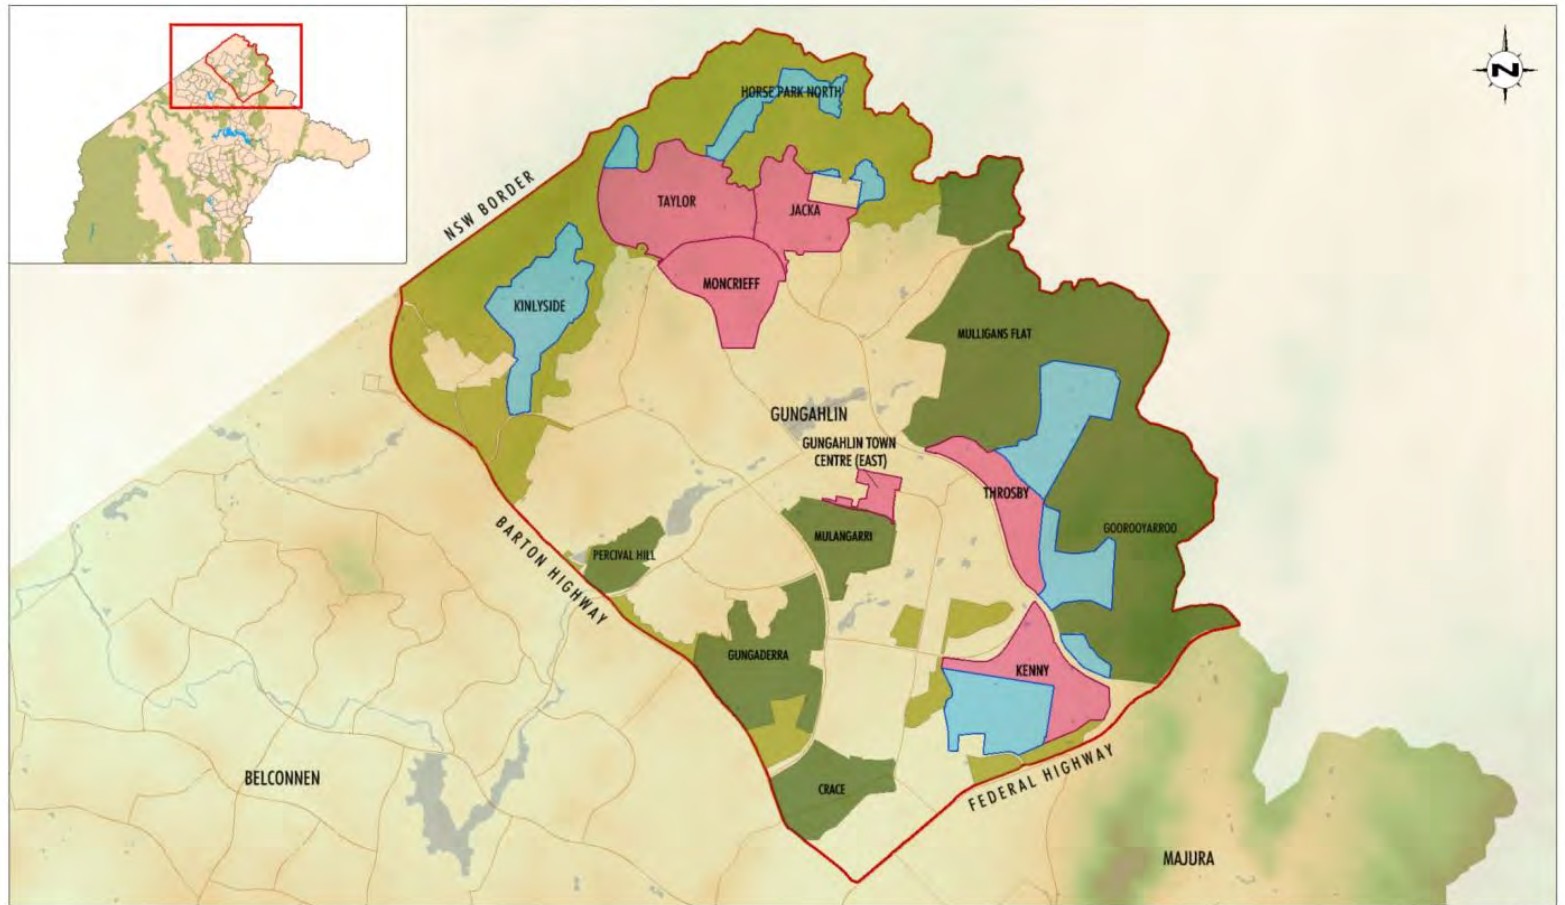 N
HORSE PARK NORTH
NSW BORDER
TAYLOR
JACKA
MONCRIEFF
KINLYSIDE
MULLIGANS FLAT
GUNGAHLIN
GUNGAHLIN TOWN
CENTRE (EAST)
THROSBY
GOOROOYARROO
MULANGARRI
BARTON HIGHWAY
PERCIVAL HILL
GUNGADERRA
KENNY
BELCONNEN
CRACE
FEDERAL HIGHWAY
MAJURA